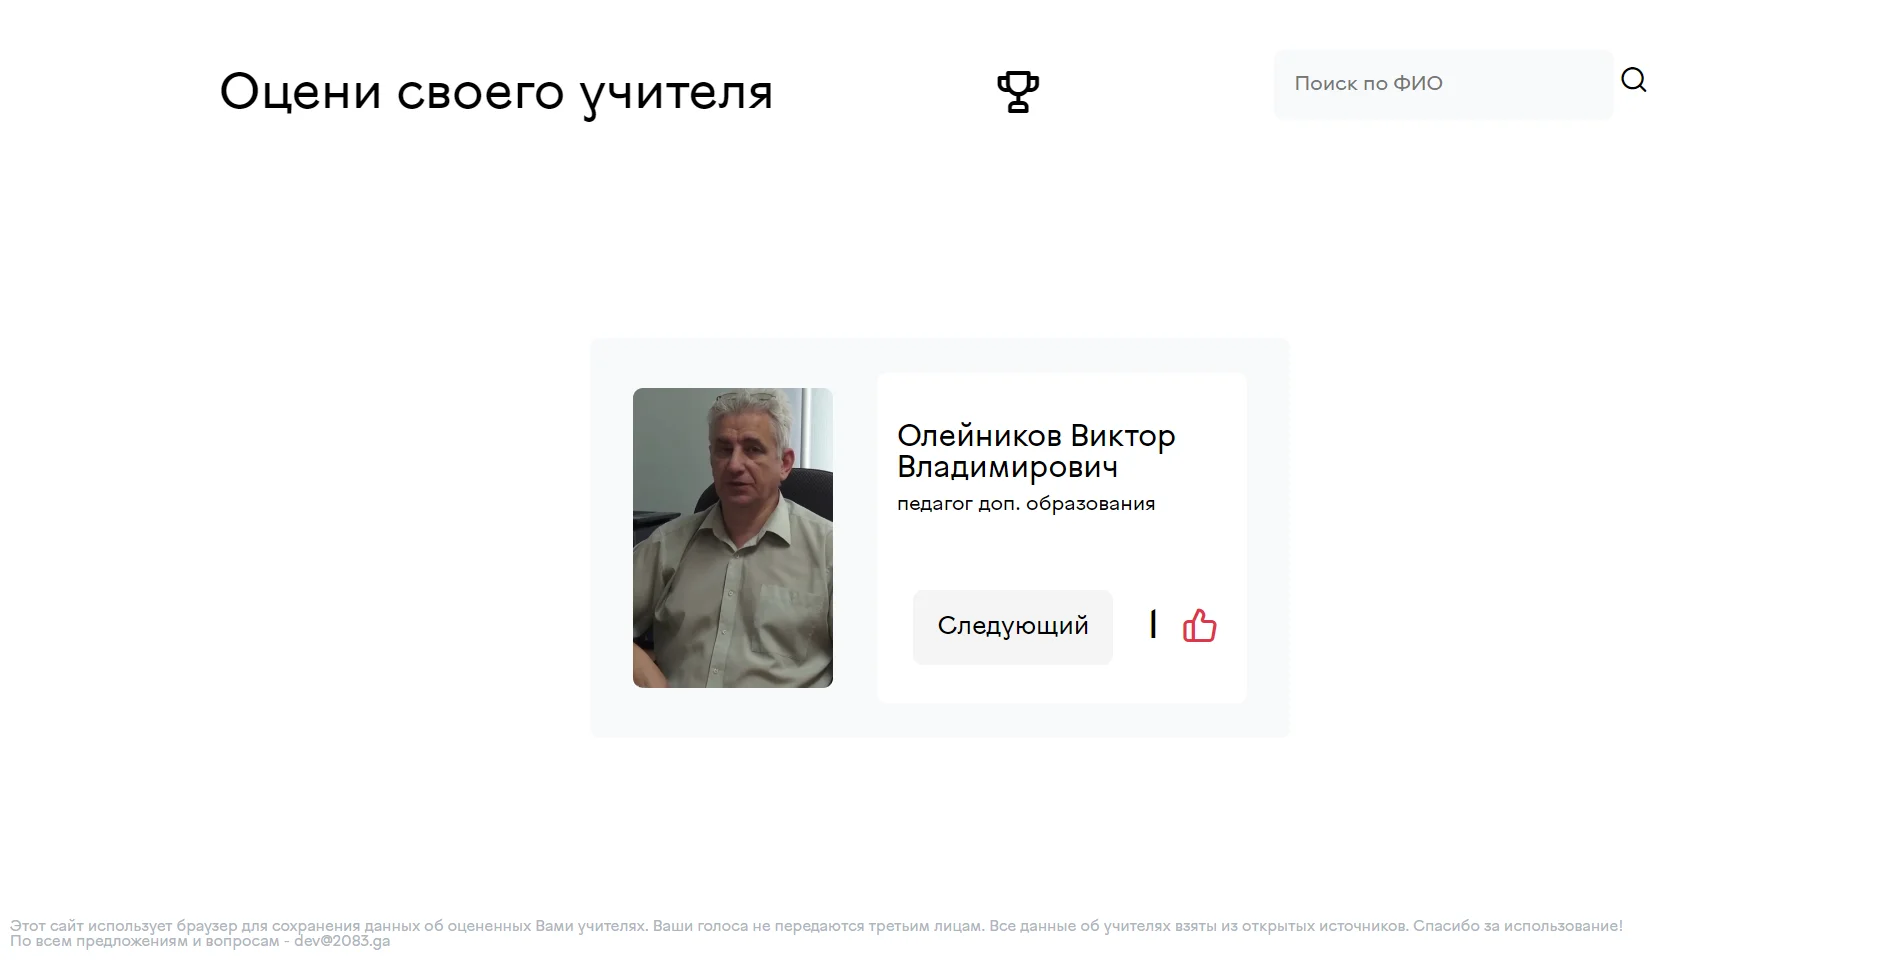 Оцени своего учителя
Поиск по ФИО
Олейников Виктор
Владимирович
педагог доп. образования
Следующий
1
Этот сайт использует браузер для сохранения данных об оцененных Вами учителях. Ваши голоса не передаются третьим лицам. Все данные об учителях взяты из открытых источников. Спасибо за использование!
По всем предложениям и вопросам - dev@2083.ga